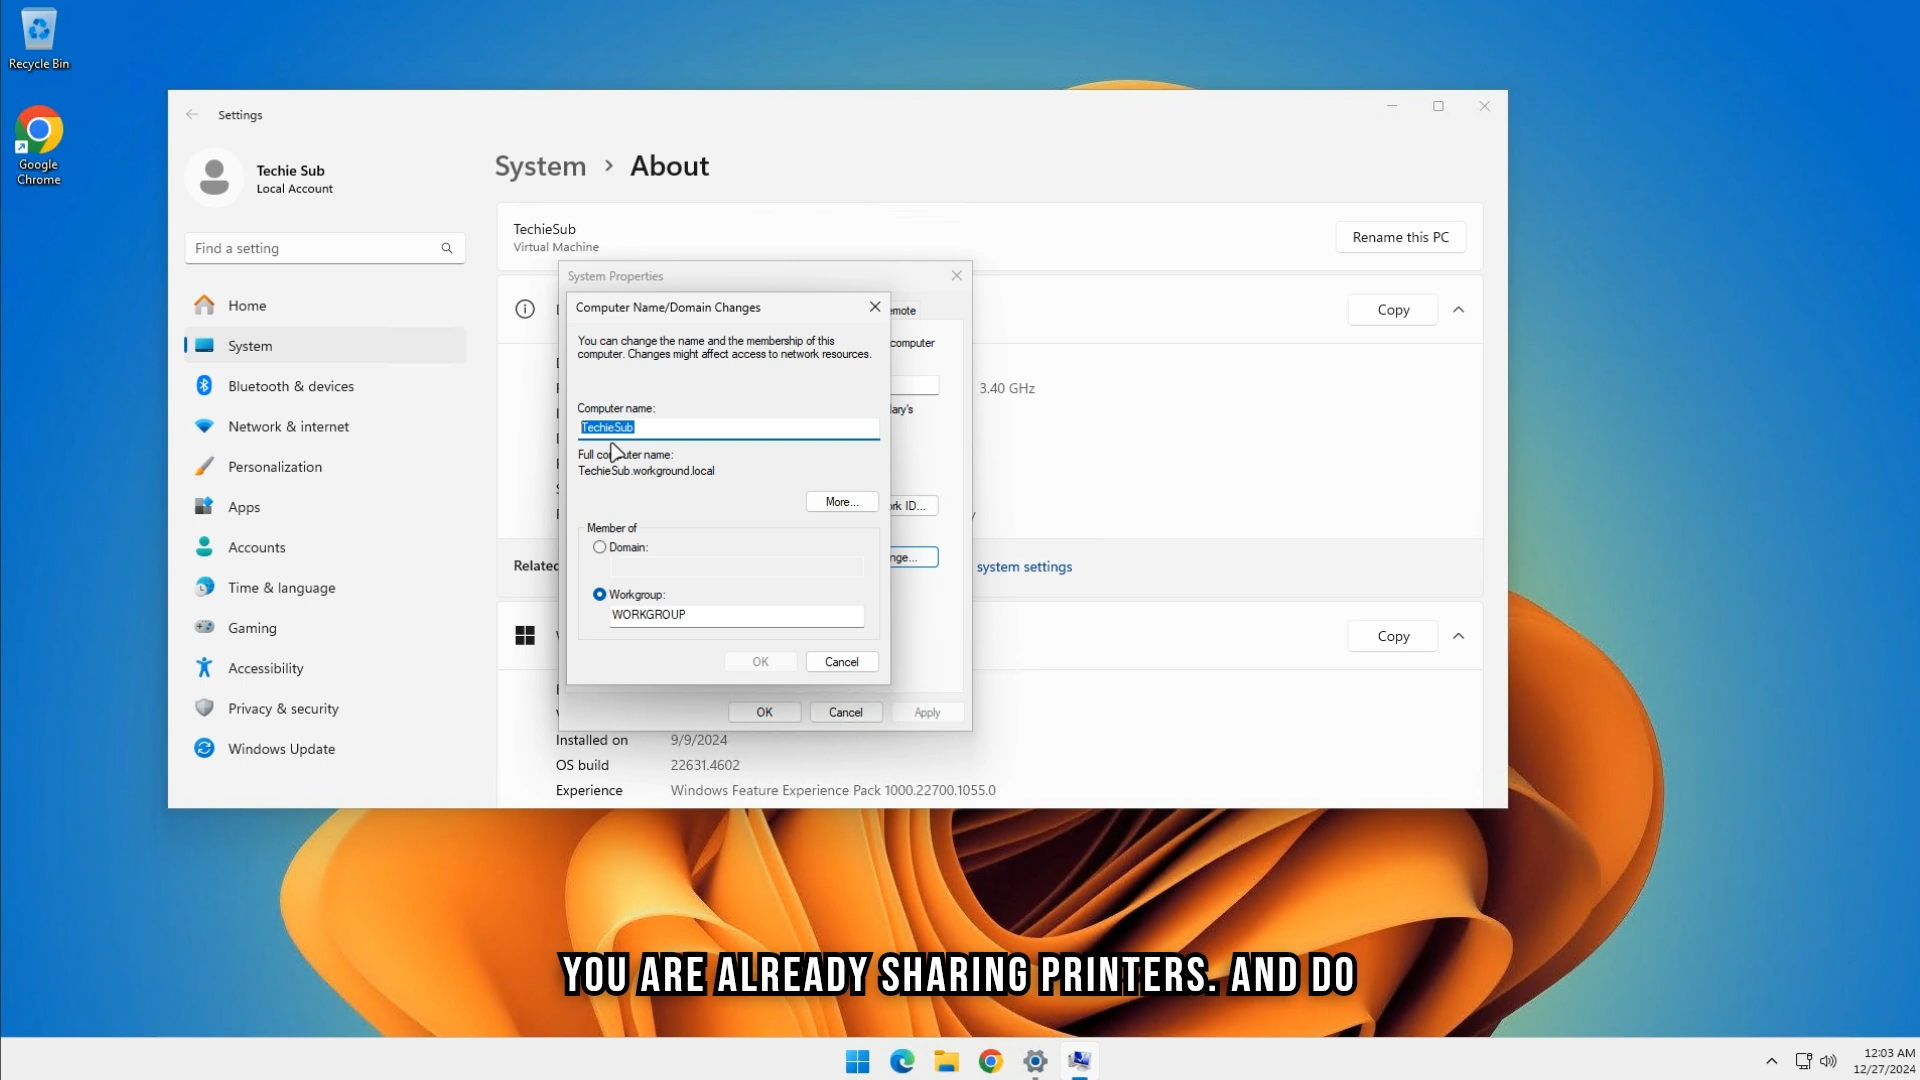 Recycle Bin
Google
Chrome
Settings
Techie Sub
Local Account
Find a setting
Home
System
Bluetooth & devices
Network & internet
Personalization
Apps
Accounts
Time & language
Gaming
Accessibility
Privacy & security
Windows Update
System > About
TechieSub
Virtual Machine
Rename this PC
Copy
3.40 GHz
Related
system settings
Copy
Installed on 9/9/2024
OS build 22631.4602
Experience Windows Feature Experience Pack 1000.22700.1055.0
System Properties
computer
OK Cancel Apply
Computer Name/Domain Changes
You can change the name and the membership of this
computer. Changes might affect access to network resources.
Computer name:
TechieSub
Full computer name:
TechieSub.workground.local
More...
Member of
Domain:
Workgroup:
WORKGROUP
OK Cancel
YOU ARE ALREADY SHARING PRINTERS. AND DO
12:03 AM
12/27/2024